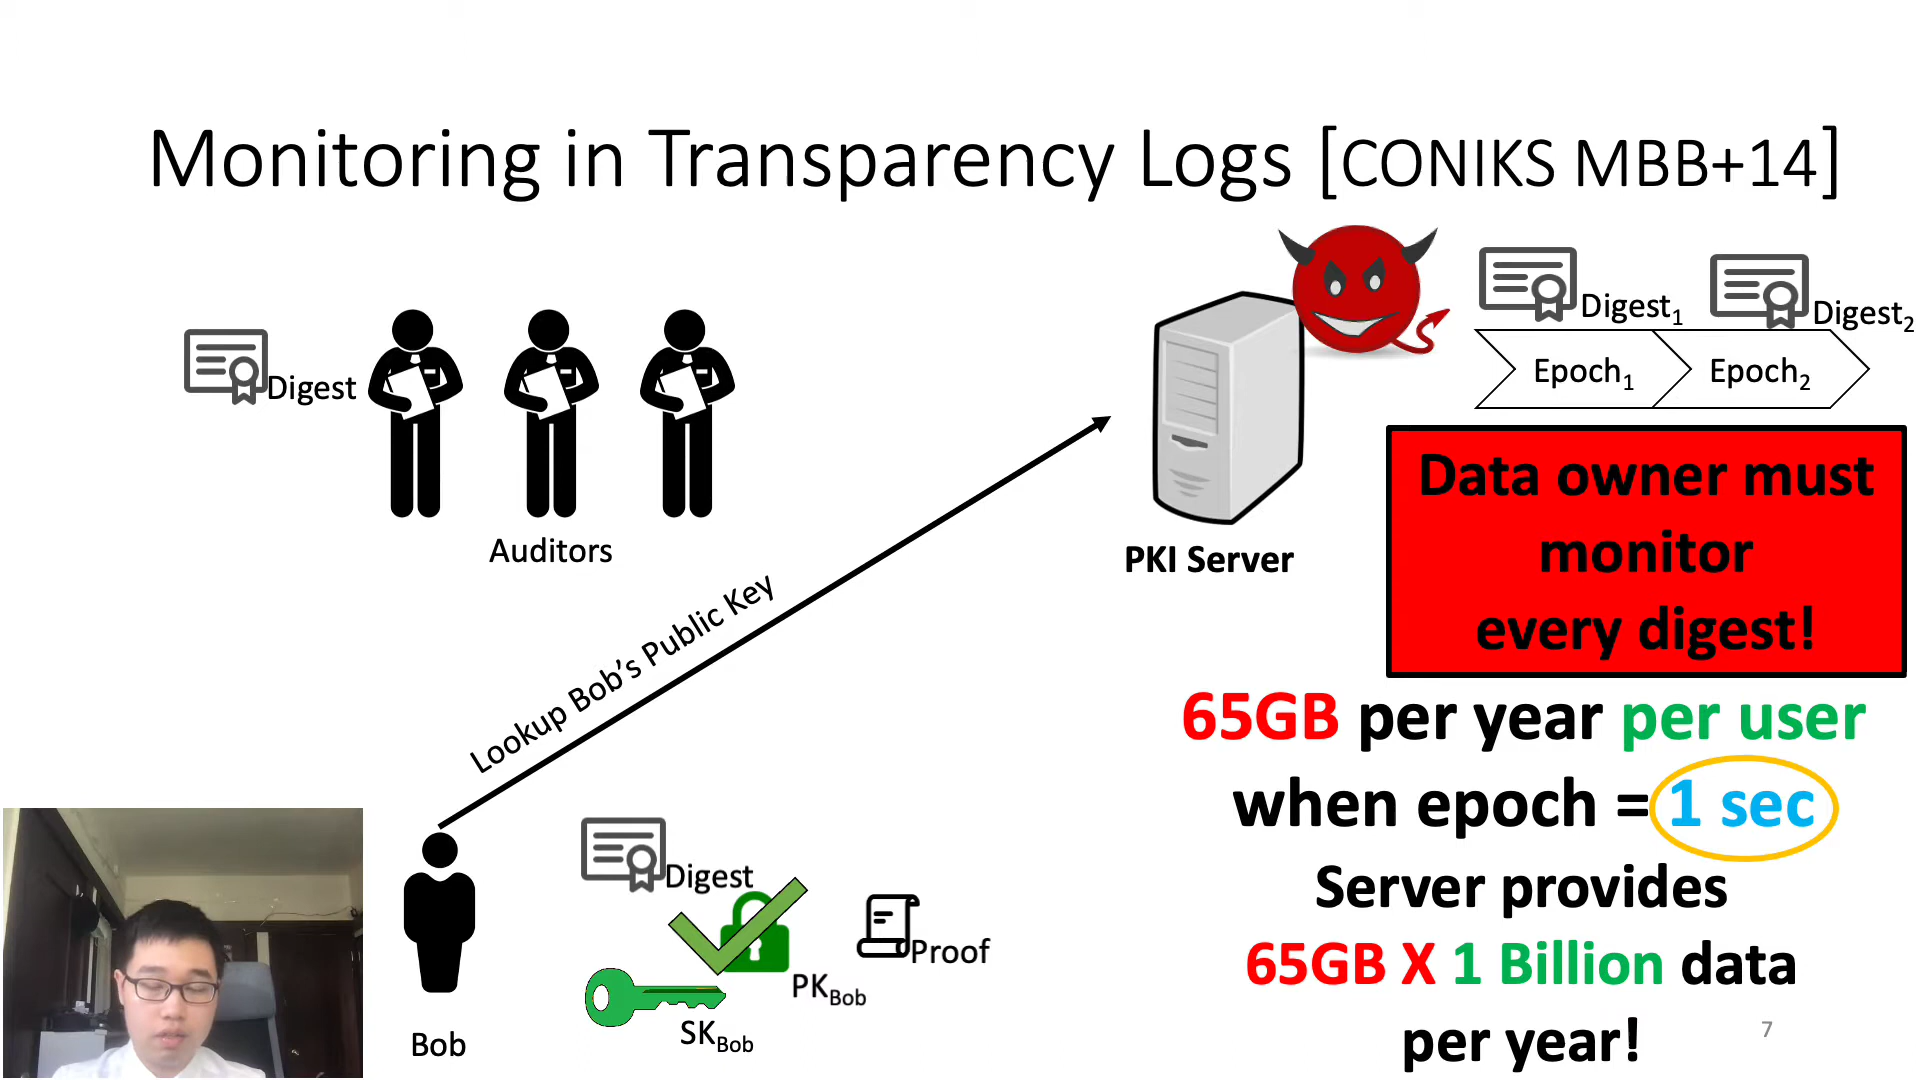 Monitoring in Transparency Logs [CONIKS MBB+14]
Digest
Auditors
Lookup Bob's Public Key
PKI Server
Digest1
Digest2
Epoch1
Epoch2
Data owner must
monitor
every digest!
65GB per year per user
when epoch = 1 sec
Server provides
65GB X 1 Billion data
per year!
Bob
Digest
PKBob
SKBob
Proof
7